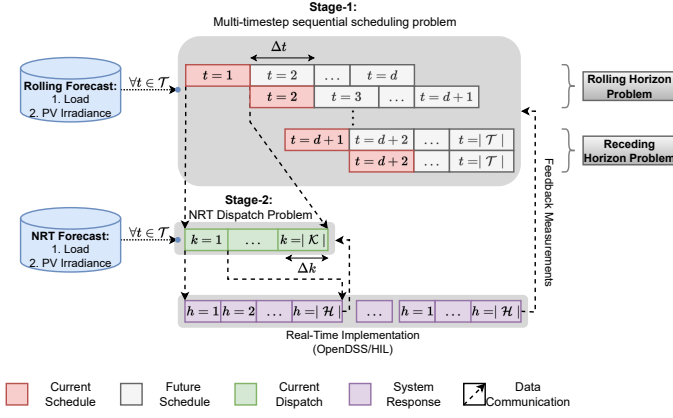 Stage-1:
Multi-timestep sequential scheduling problem
Δt
Rolling Forecast:
1. Load
2. PV Irradiance
∀t ∈ 𝒯
t = 1
t = 2
...
t = d
t = 2
t = 3
...
t = d + 1
⋮
t = d + 1
t = d + 2
...
t =| 𝒯 |
t = d + 2
...
t =| 𝒯 |
Rolling Horizon
Problem
Receding
Horizon Problem
Feedback Measurements
Stage-2:
NRT Dispatch Problem
NRT Forecast:
1. Load
2. PV Irradiance
∀t ∈ 𝒯
k = 1
...
k =| 𝒦 |
Δk
h = 1
h = 2
...
h =| ℋ |
...
h = 1
...
h =| ℋ |
Real-Time Implementation
(OpenDSS/HIL)
Current
Schedule
Future
Schedule
Current
Dispatch
System
Response
Data
Communication